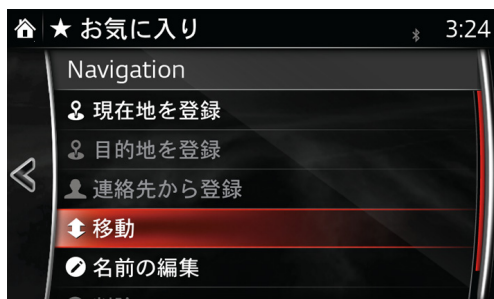 お気に入り 3:24
Navigation
現在地を登録
目的地を登録
連絡先から登録
移動
名前の編集